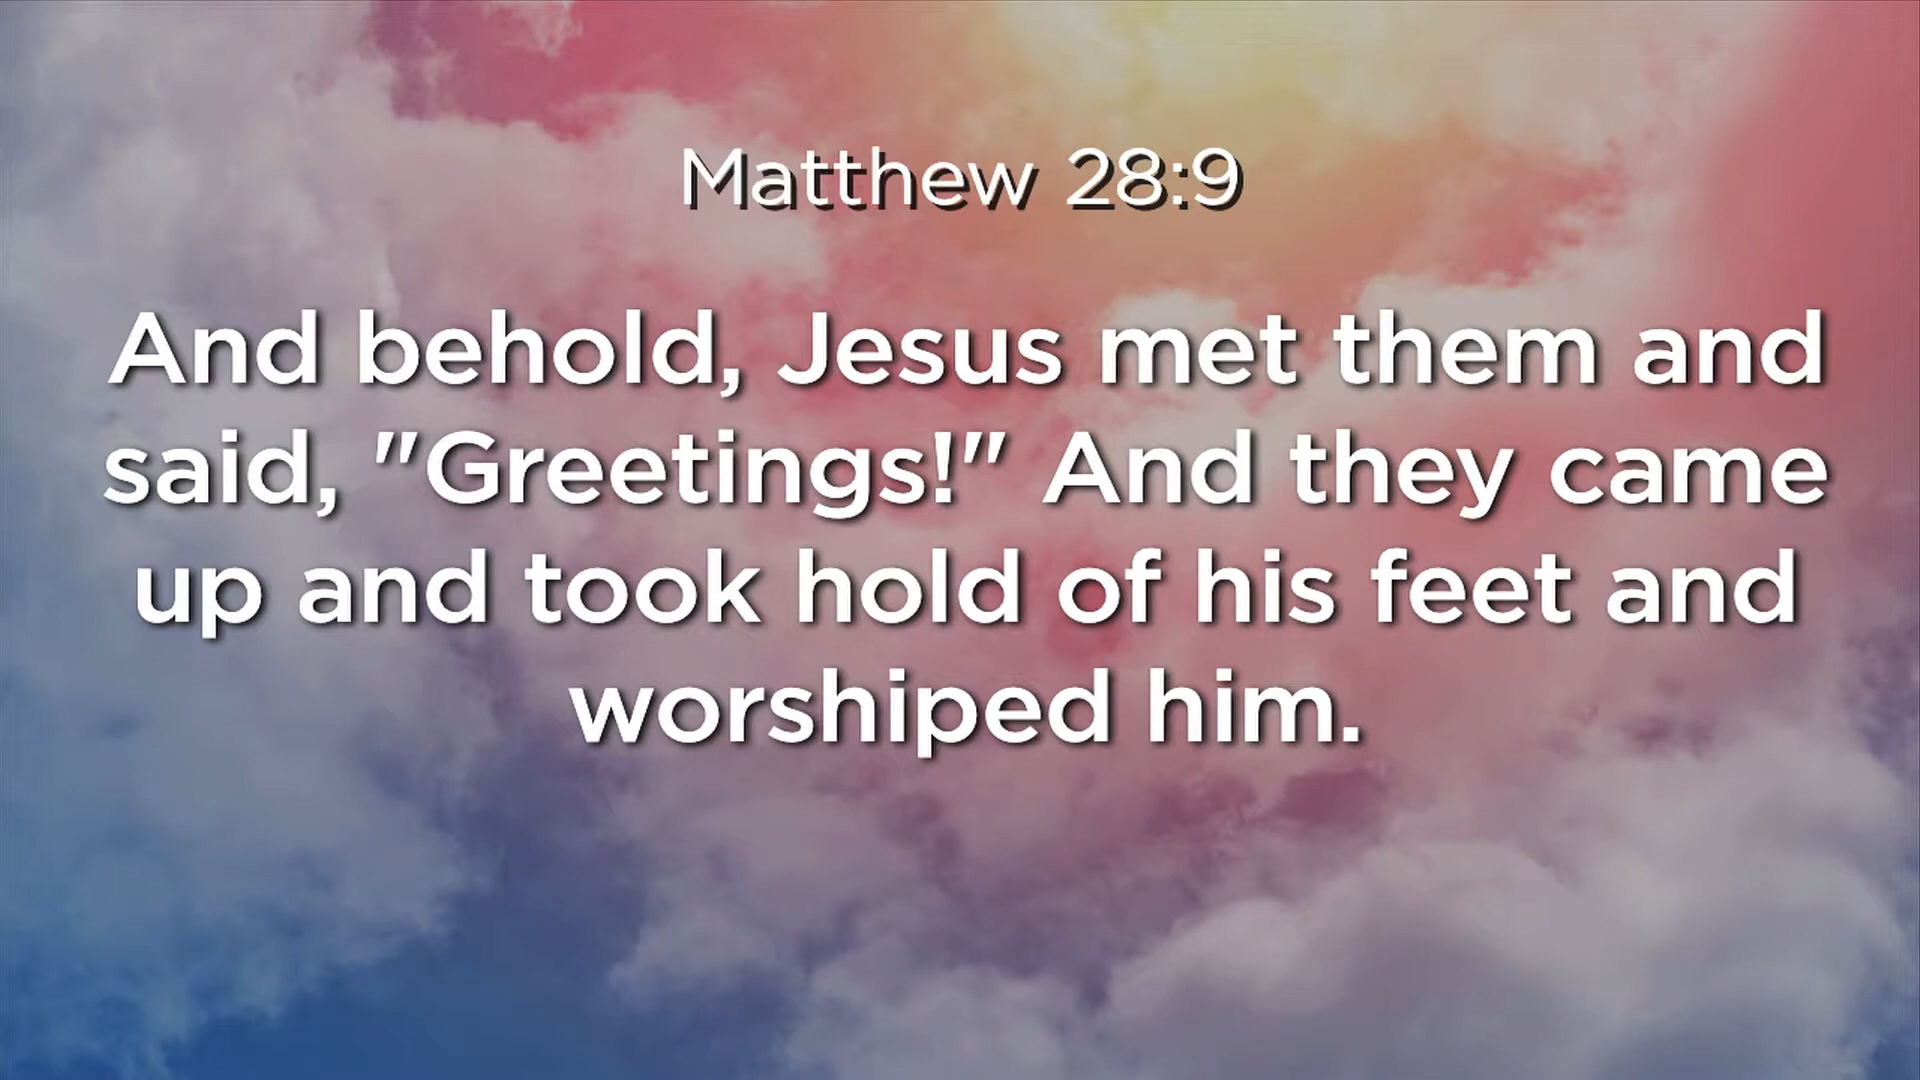 Matthew 28:9
And behold, Jesus met them and
said, "Greetings!" And they came
up and took hold of his feet and
worshiped him.